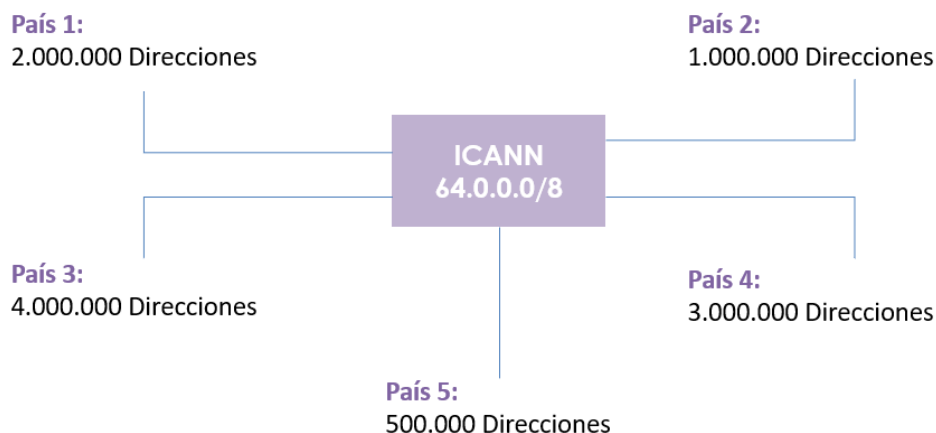 País 1:
2.000.000 Direcciones
País 2:
1.000.000 Direcciones
ICANN
64.0.0.0/8
País 3:
4.000.000 Direcciones
País 4:
3.000.000 Direcciones
País 5:
500.000 Direcciones